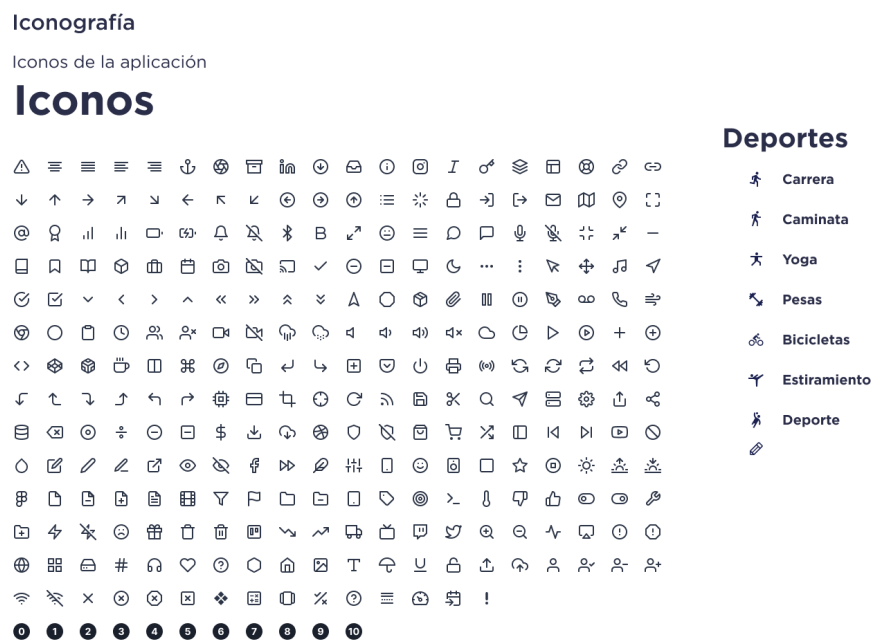 Iconografía
Iconos de la aplicación
Iconos
Deportes
Carrera
Caminata
Yoga
Pesas
Bicicletas
Estiramiento
Deporte
0 1 2 3 4 5 6 7 8 9 10